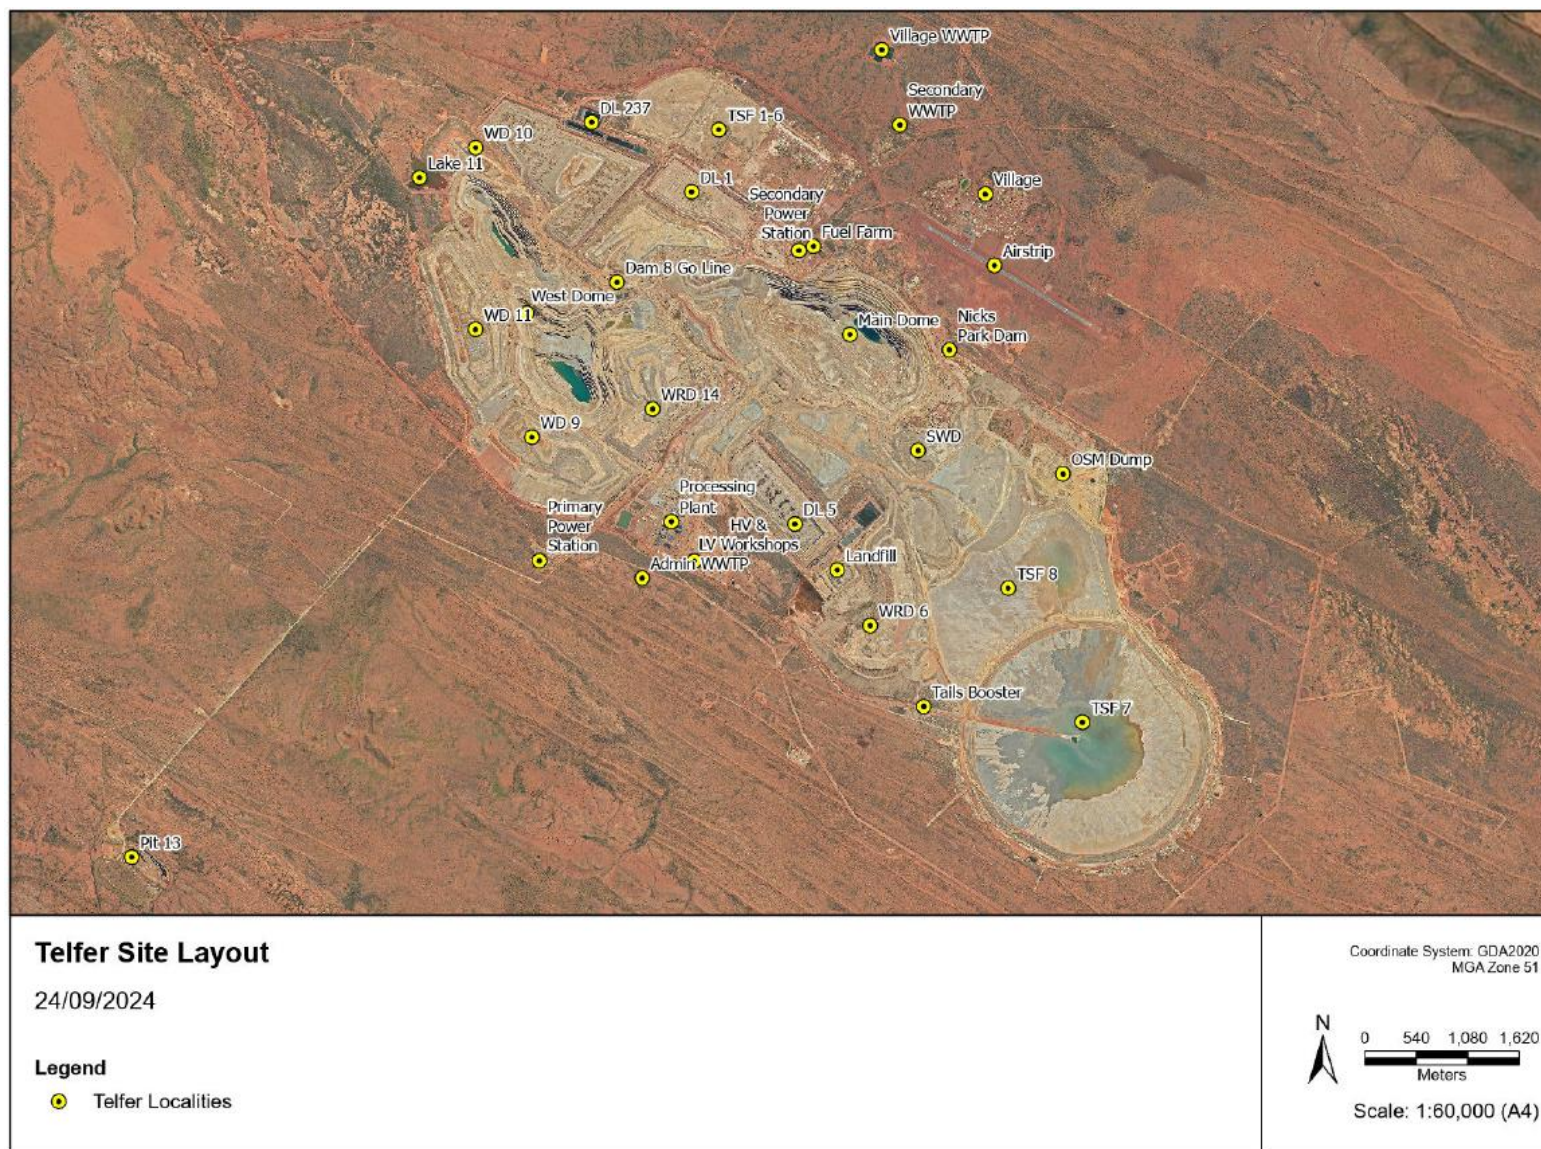 Village WWTP
Secondary
WWTP
DL 237
TSF 1-6
WD 10
Lake 11
DL 1
Village
Secondary
Power
Station
Fuel Farm
Airstrip
Dam 8 Go Line
West Dome
WD 11
Main Dome
Nicks
Park Dam
WRD 14
WD 9
SWD
OSM Dump
Processing
Plant
Primary
Power
Station
HV &
LV Workshops
DL 5
Admin WWTP
Landfill
TSF 8
WRD 6
Tails Booster
TSF 7
Pit 13
Telfer Site Layout
24/09/2024
Legend
Telfer Localities
Coordinate System: GDA2020
MGA Zone 51
N
0 540 1,080 1,620
Meters
Scale: 1:60,000 (A4)